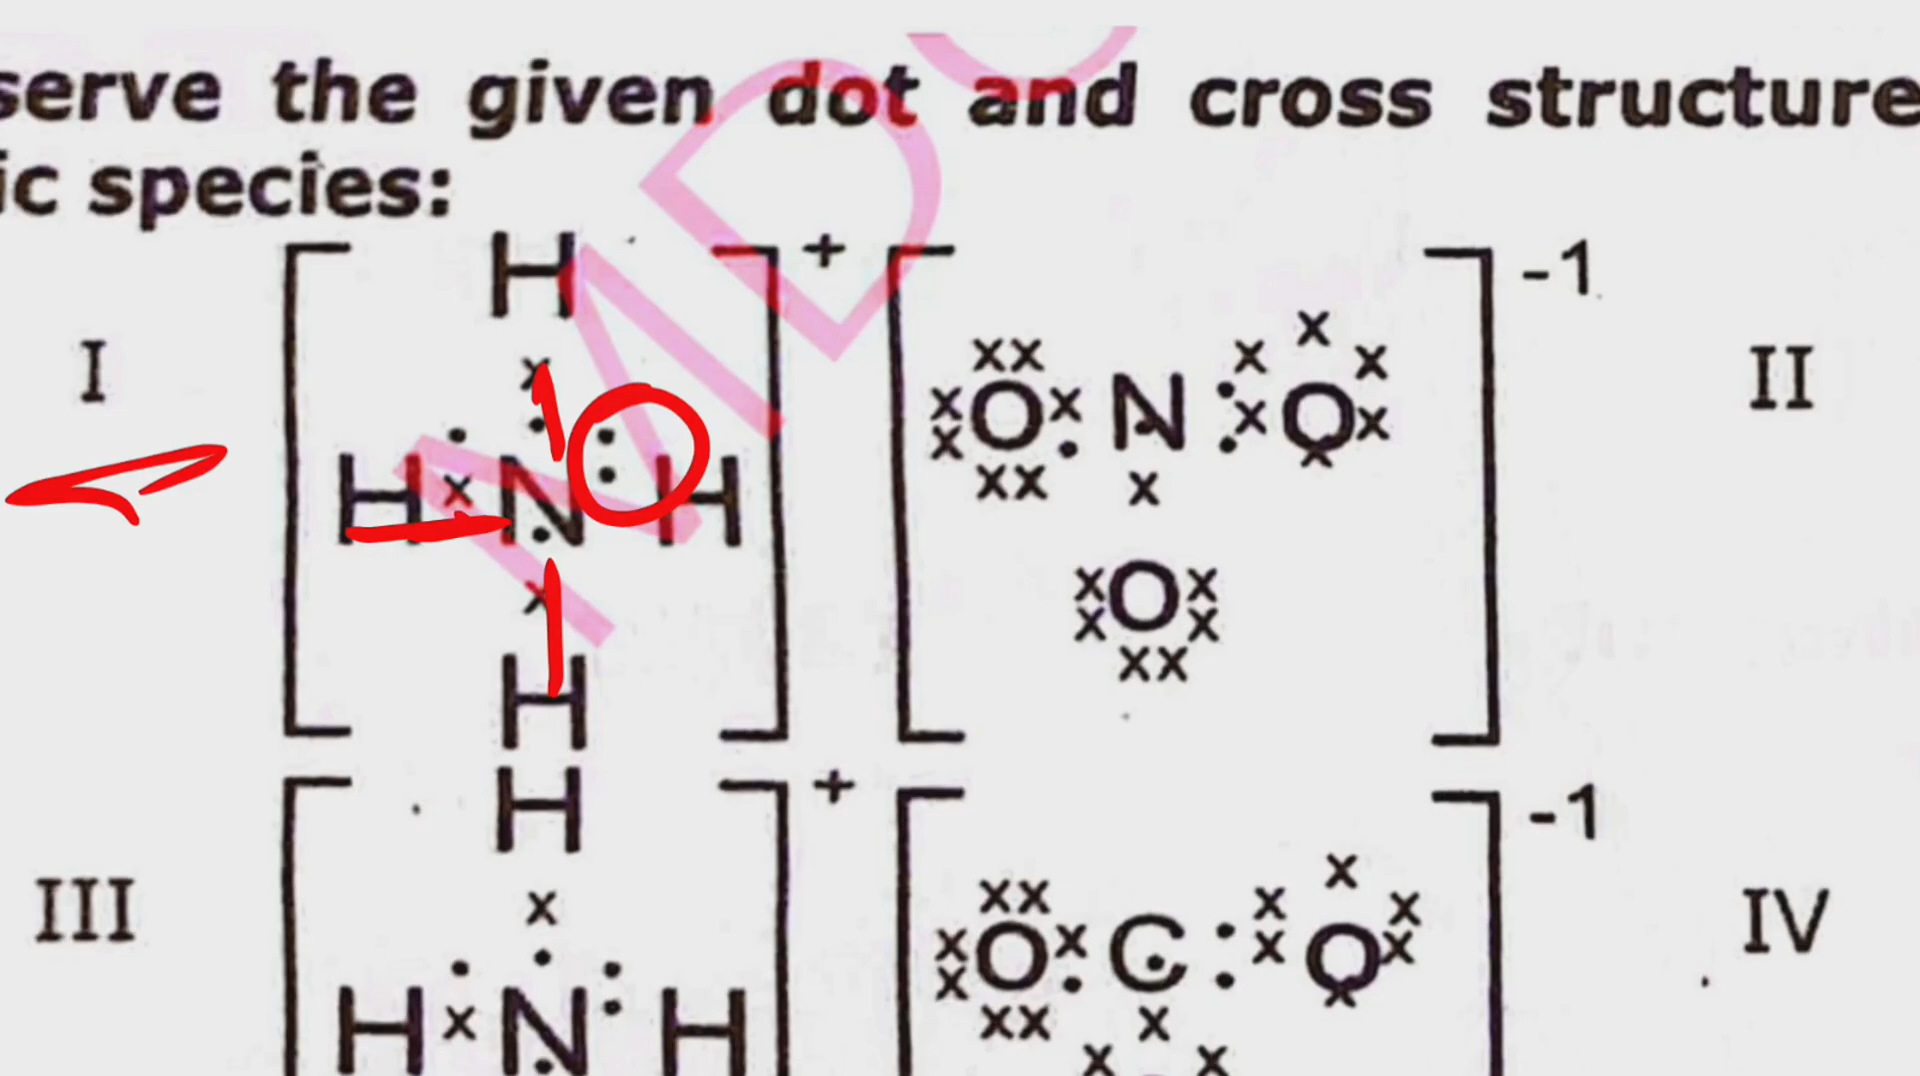 serve the given dot and cross structure
ic species:
I
H
H N H
H
+
O N O
O
-1
II
III
H
H N H
+
O C O
-1
IV